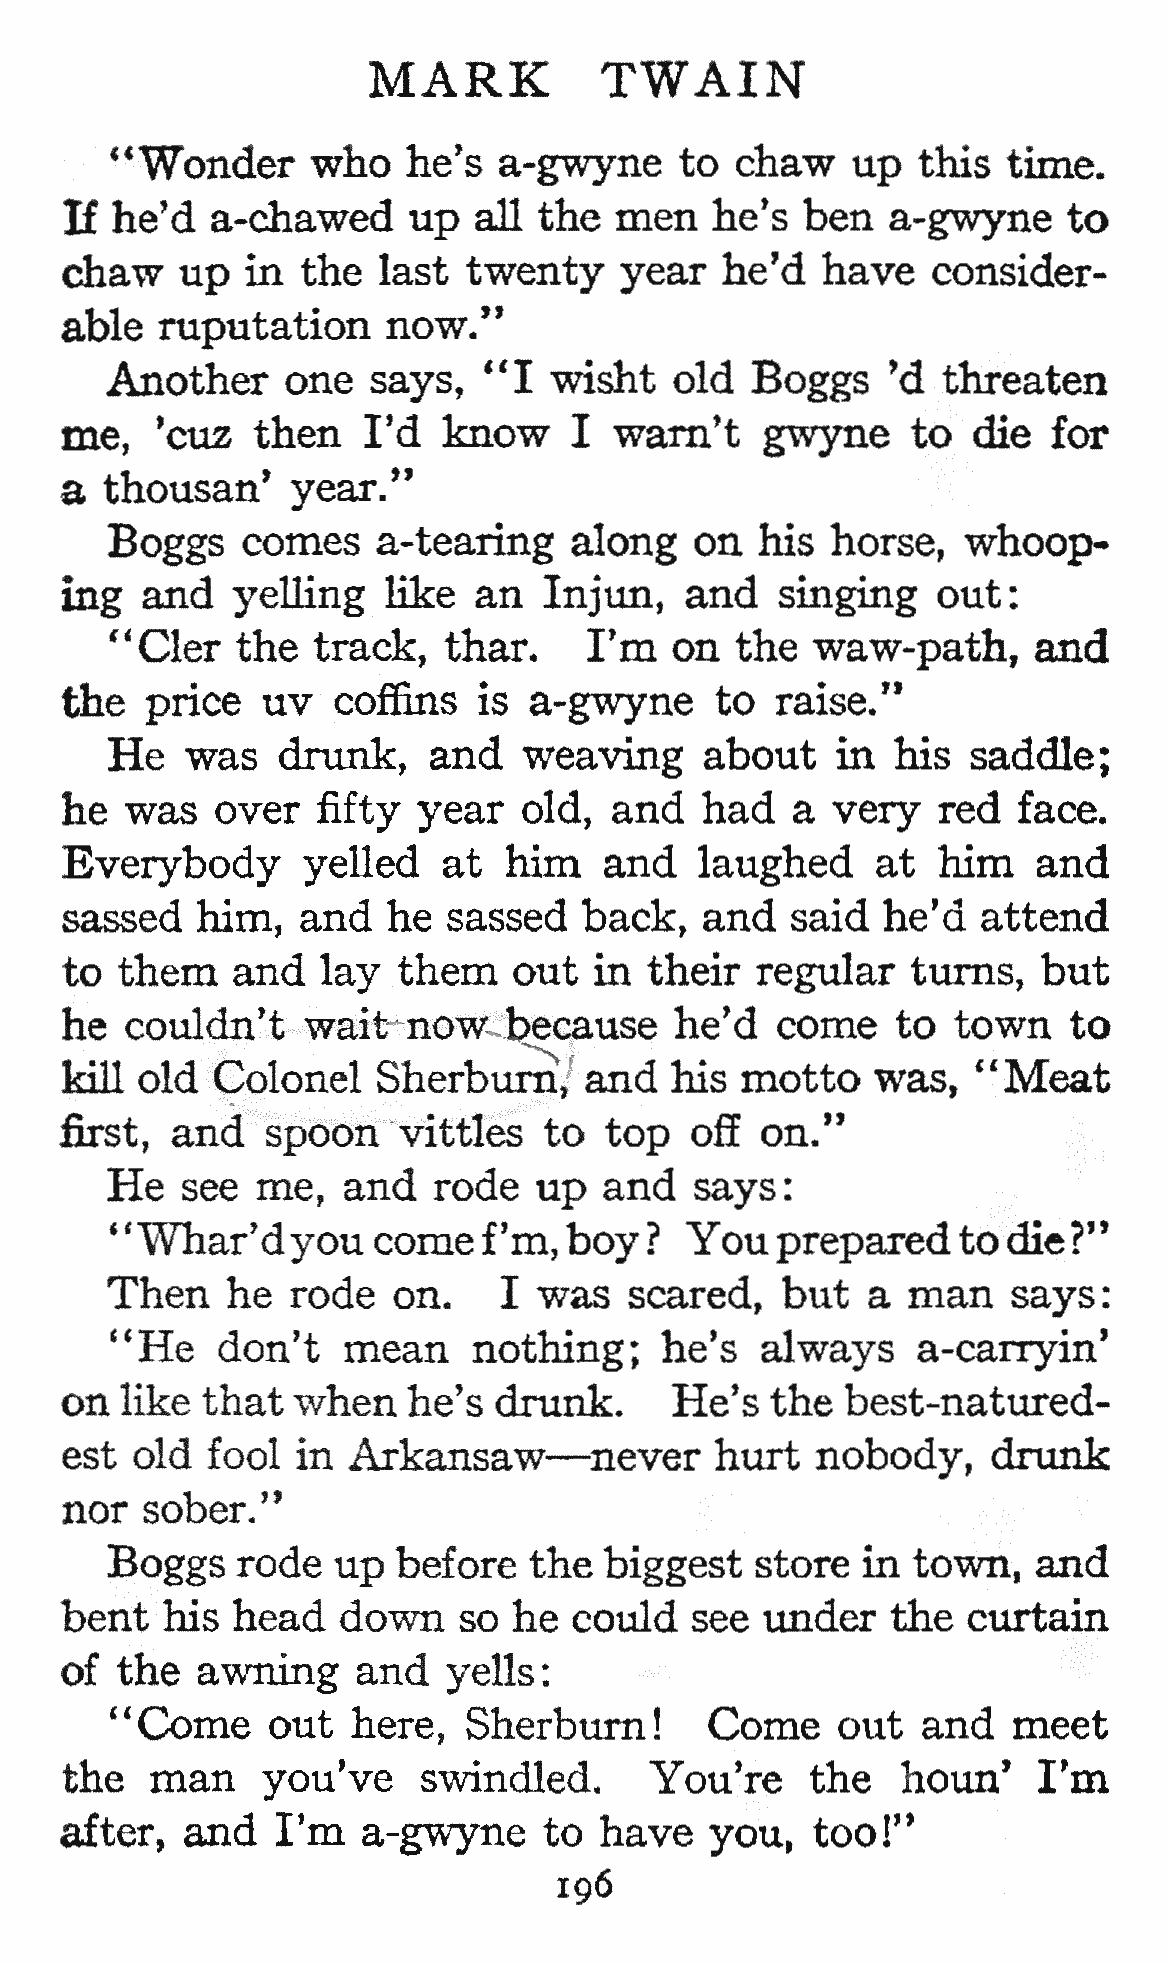 MARK TWAIN
“Wonder who he’s a-gwyne to chaw up this time.
If he’d a-chawed up all the men he’s ben a-gwyne to
chaw up in the last twenty year he’d have consider-
able ruputation now.”
Another one says, “I wisht old Boggs ’d threaten
me, ’cuz then I’d know I warn’t gwyne to die for
a thousan’ year.”
Boggs comes a-tearing along on his horse, whoop-
ing and yelling like an Injun, and singing out:
“Cler the track, thar. I’m on the waw-path, and
the price uv coffins is a-gwyne to raise.”
He was drunk, and weaving about in his saddle;
he was over fifty year old, and had a very red face.
Everybody yelled at him and laughed at him and
sassed him, and he sassed back, and said he’d attend
to them and lay them out in their regular turns, but
he couldn’t wait now because he’d come to town to
kill old Colonel Sherburn, and his motto was, “Meat
first, and spoon vittles to top off on.”
He see me, and rode up and says:
“Whar’d you come f’m, boy? You prepared to die?”
Then he rode on. I was scared, but a man says:
“He don’t mean nothing; he’s always a-carryin’
on like that when he’s drunk. He’s the best-natured-
est old fool in Arkansaw—never hurt nobody, drunk
nor sober.”
Boggs rode up before the biggest store in town, and
bent his head down so he could see under the curtain
of the awning and yells:
“Come out here, Sherburn! Come out and meet
the man you’ve swindled. You’re the houn’ I’m
after, and I’m a-gwyne to have you, too!”
196